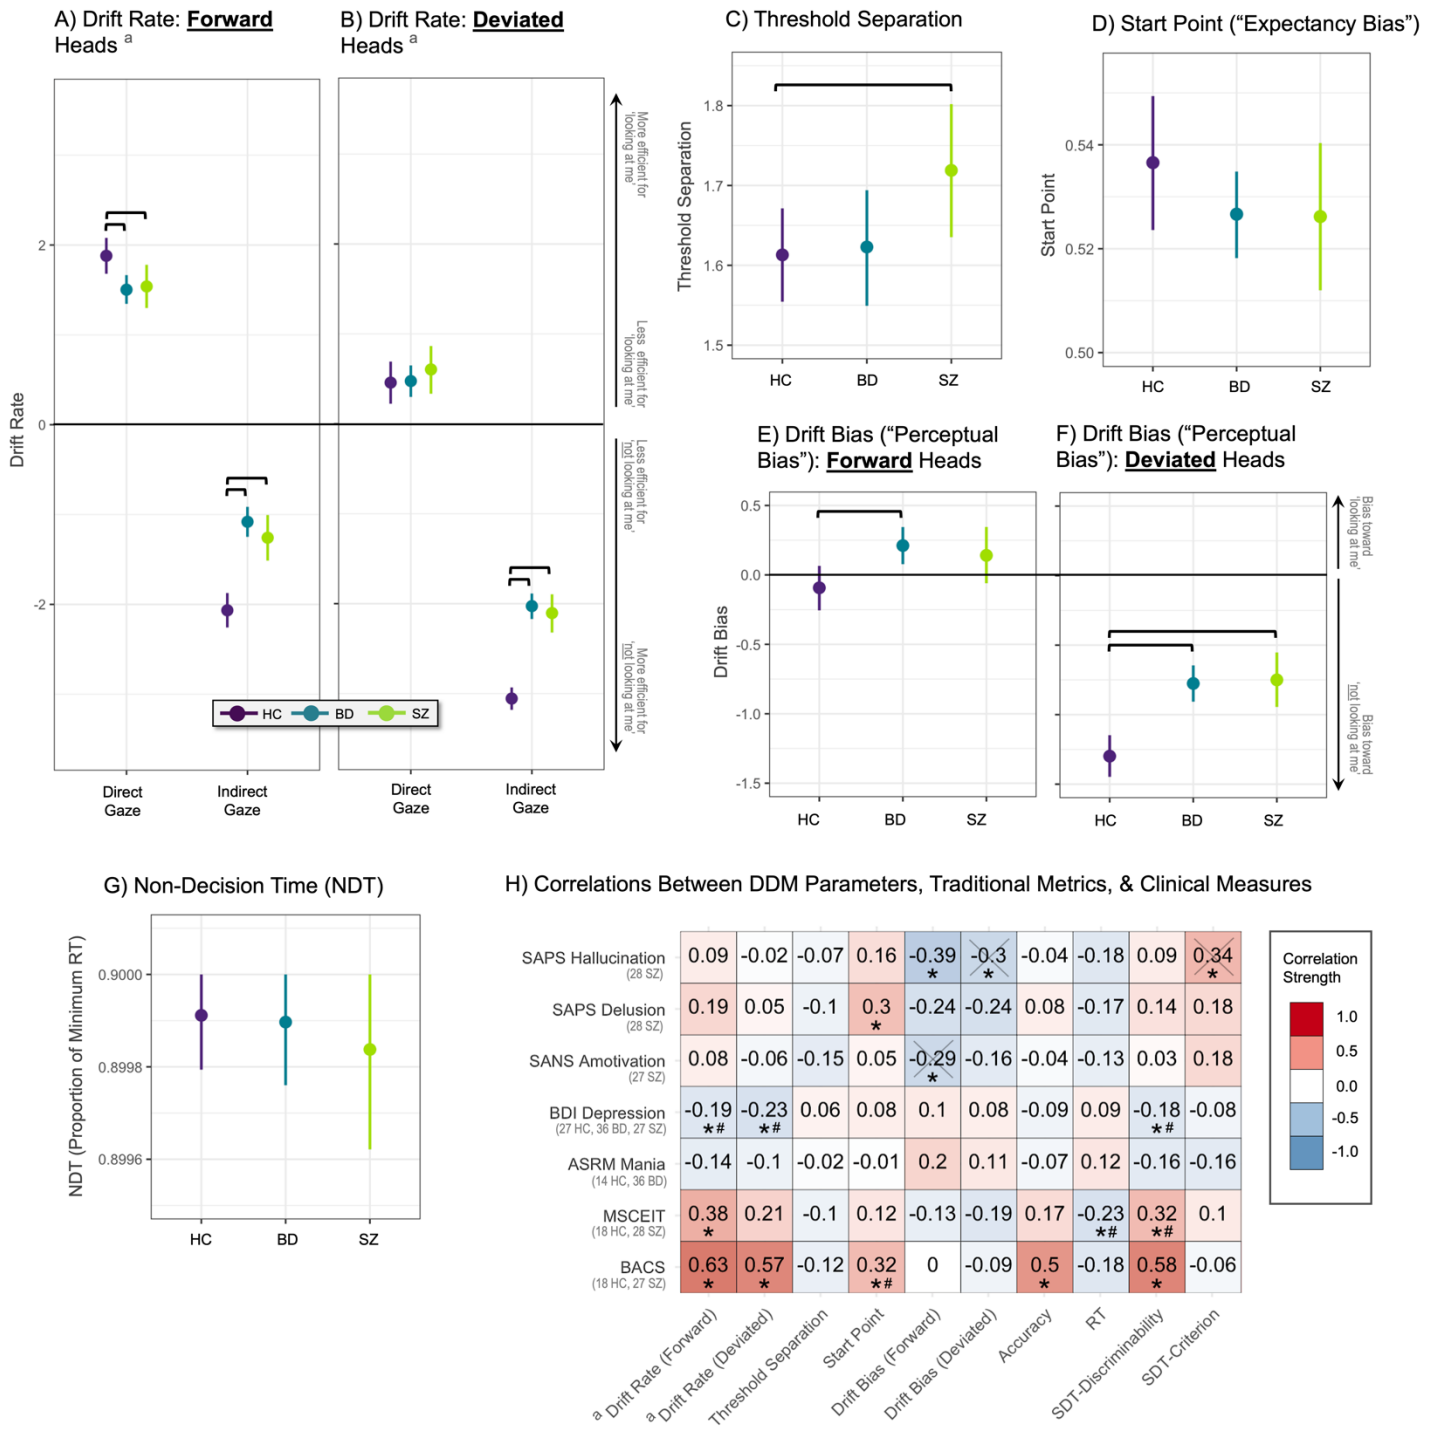 A) Drift Rate: Forward
Heads a
B) Drift Rate: Deviated
Heads a
Drift Rate
2
0
-2
More efficient for
'looking at me'
Less efficient for
'looking at me'
Less efficient for
'not looking at me'
More efficient for
'not looking at me'
HC BD SZ
Direct
Gaze
Indirect
Gaze
Direct
Gaze
Indirect
Gaze
C) Threshold Separation
Threshold Separation
1.8
1.7
1.6
1.5
HC BD SZ
D) Start Point (“Expectancy Bias”)
Start Point
0.54
0.52
0.50
HC BD SZ
E) Drift Bias (“Perceptual
Bias”): Forward Heads
Drift Bias
0.5
0.0
-0.5
-1.0
-1.5
HC BD SZ
F) Drift Bias (“Perceptual
Bias”): Deviated Heads
Bias toward
'looking at me'
Bias toward
'not looking at me'
HC BD SZ
G) Non-Decision Time (NDT)
NDT (Proportion of Minimum RT)
0.9000
0.8998
0.8996
HC BD SZ
H) Correlations Between DDM Parameters, Traditional Metrics, & Clinical Measures
SAPS Hallucination 0.09 -0.02 -0.07 0.16 -0.39 -0.3 -0.04 -0.18 0.09 0.34
(28 SZ) * * *
SAPS Delusion 0.19 0.05 -0.1 0.3 -0.24 -0.24 0.08 -0.17 0.14 0.18
(28 SZ) *
SANS Amotivation 0.08 -0.06 -0.15 0.05 -0.29 -0.16 -0.04 -0.13 0.03 0.18
(27 SZ) *
BDI Depression -0.19 -0.23 0.06 0.08 0.1 0.08 -0.09 0.09 -0.18 -0.08
(27 HC, 36 BD, 27 SZ) *# *# *#
ASRM Mania -0.14 -0.1 -0.02 -0.01 0.2 0.11 -0.07 0.12 -0.16 -0.16
(14 HC, 36 BD)
MSCEIT 0.38 0.21 -0.1 0.12 -0.13 -0.19 0.17 -0.23 0.32 0.1
(18 HC, 28 SZ) * *# *#
BACS 0.63 0.57 -0.12 0.32 0 -0.09 0.5 -0.18 0.58 -0.06
(18 HC, 27 SZ) * * *# * *
a Drift Rate (Forward)
a Drift Rate (Deviated)
Threshold Separation
Start Point
Drift Bias (Forward)
Drift Bias (Deviated)
Accuracy
RT
SDT-Discriminability
SDT-Criterion
Correlation
Strength
1.0
0.5
0.0
-0.5
-1.0